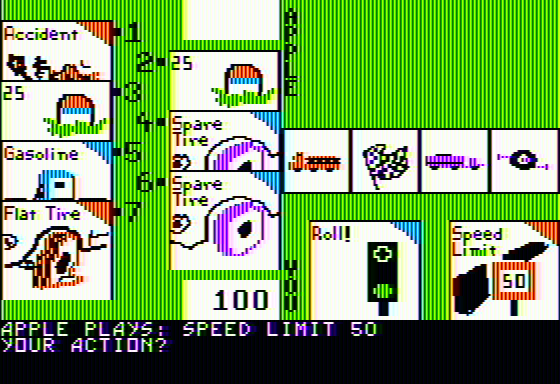 Accident
1
2
25
25
3
4
Spare
Tire
Gasoline
5
Spare
Tire
6
Flat Tire
7
APPLE
YOU
Roll!
Speed
Limit
50
100
APPLE PLAYS: SPEED LIMIT 50
YOUR ACTION?